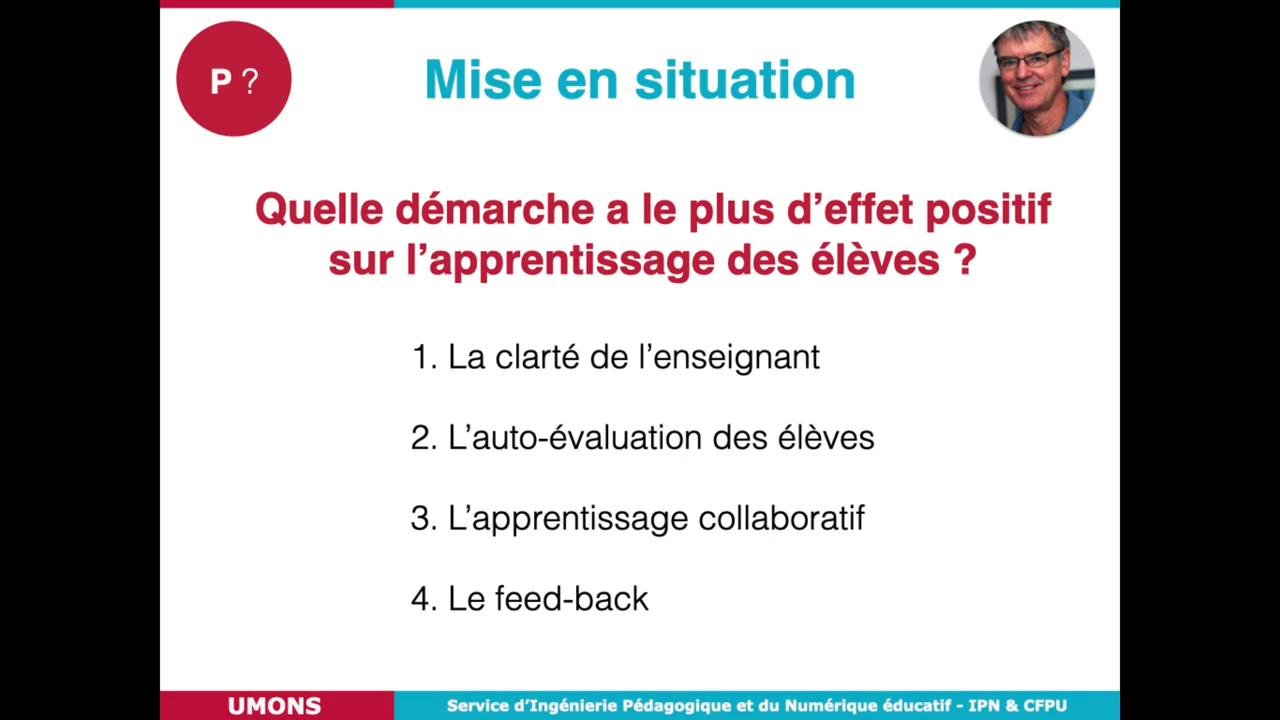 P ?
Mise en situation
Quelle démarche a le plus d’effet positif
sur l’apprentissage des élèves ?
1. La clarté de l’enseignant
2. L’auto-évaluation des élèves
3. L’apprentissage collaboratif
4. Le feed-back
UMONS
Service d’Ingénierie Pédagogique et du Numérique éducatif - IPN & CFPU